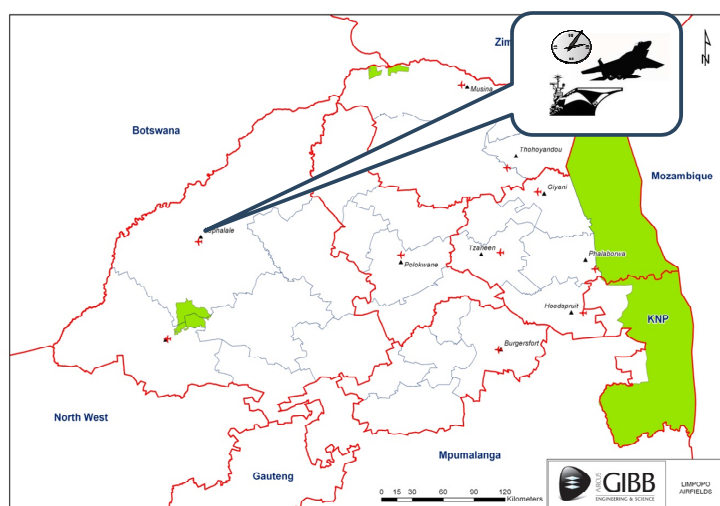 Zim
N
Musina
Botswana
Thohoyandou
Mozambique
Giyani
Tzaneen
Polokwane
Phalaborwa
Hoedspruit
KNP
Burgersfort
North West
Mpumalanga
Gauteng
0 15 30 60 90 120
Kilometers
ARCUS
GIBB
ENGINEERING & SCIENCE
LIMPOPO
AIRFIELDS